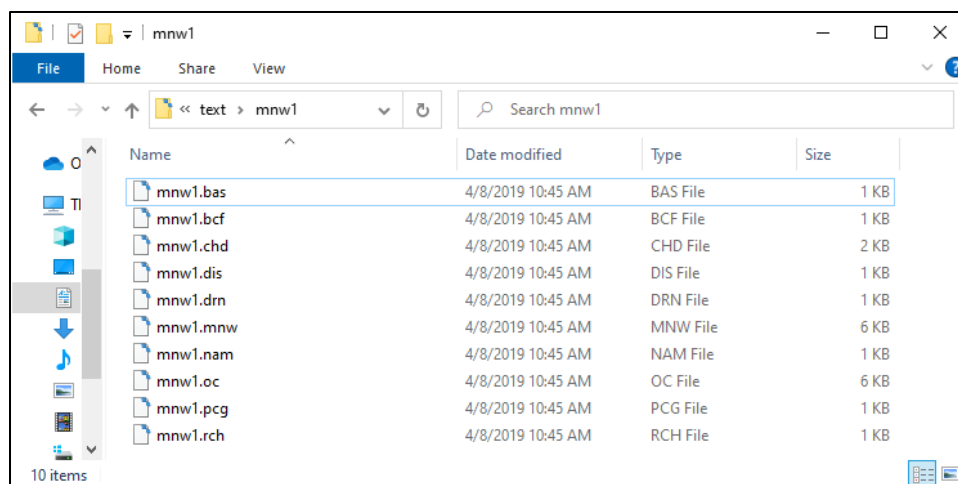 mnw1
File Home Share View
« text › mnw1 Search mnw1
Name Date modified Type Size
mnw1.bas 4/8/2019 10:45 AM BAS File 1 KB
mnw1.bcf 4/8/2019 10:45 AM BCF File 1 KB
mnw1.chd 4/8/2019 10:45 AM CHD File 2 KB
mnw1.dis 4/8/2019 10:45 AM DIS File 1 KB
mnw1.drn 4/8/2019 10:45 AM DRN File 1 KB
mnw1.mnw 4/8/2019 10:45 AM MNW File 6 KB
mnw1.nam 4/8/2019 10:45 AM NAM File 1 KB
mnw1.oc 4/8/2019 10:45 AM OC File 6 KB
mnw1.pcg 4/8/2019 10:45 AM PCG File 1 KB
mnw1.rch 4/8/2019 10:45 AM RCH File 1 KB
10 items